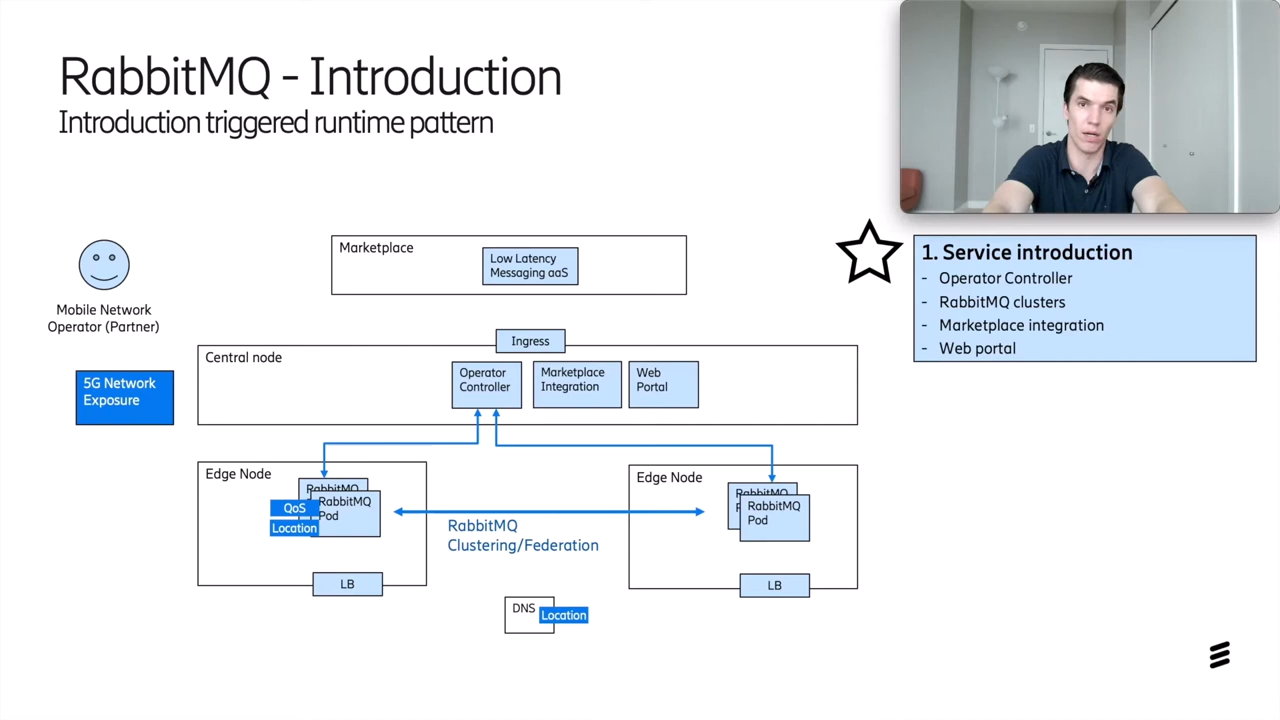 RabbitMQ - Introduction
Introduction triggered runtime pattern
Mobile Network
Operator (Partner)
5G Network
Exposure
Marketplace
Low Latency
Messaging aaS
Ingress
Central node
Operator
Controller
Marketplace
Integration
Web
Portal
Edge Node
RabbitMQ
RabbitMQ
Pod
QoS
Location
LB
RabbitMQ
Clustering/Federation
Edge Node
RabbitMQ
RabbitMQ
Pod
LB
DNS
Location
1. Service introduction
- Operator Controller
- RabbitMQ clusters
- Marketplace integration
- Web portal